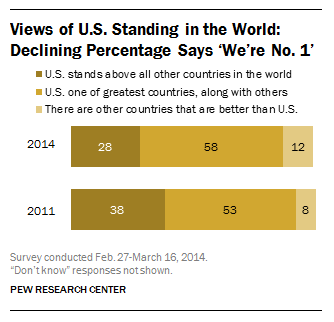 Views of U.S. Standing in the World:
Declining Percentage Says ‘We’re No. 1’
U.S. stands above all other countries in the world
U.S. one of greatest countries, along with others
There are other countries that are better than U.S.
2014 28 58 12
2011 38 53 8
Survey conducted Feb. 27-March 16, 2014.
“Don’t know” responses not shown.
PEW RESEARCH CENTER